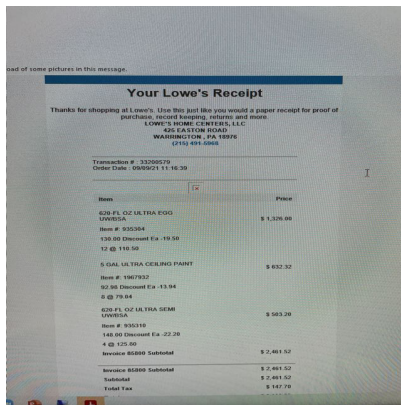 oad of some pictures in this message.
Your Lowe's Receipt
Thanks for shopping at Lowe's. Use this just like you would a paper receipt for proof of
purchase, record keeping, returns and more.
LOWE'S HOME CENTERS, LLC
425 EASTON ROAD
WARRINGTON , PA 18976
(215) 491-5966
Transaction # : 33200579
Order Date : 09/09/21 11:16:39
Item Price
620-FL OZ ULTRA EGG
UW/BSA $ 1,326.00
Item #: 935304
130.00 Discount Ea -19.50
12 @ 110.50
5 GAL ULTRA CEILING PAINT $ 632.32
Item #: 1967932
92.98 Discount Ea -13.94
8 @ 79.04
620-FL OZ ULTRA SEMI
UW/BSA $ 503.20
Item #: 935318
148.00 Discount Ea -22.20
4 @ 125.80
Invoice 85800 Subtotal $ 2,461.52
Invoice 85800 Subtotal $ 2,461.52
Subtotal $ 2,461.52
Total Tax $ 147.70